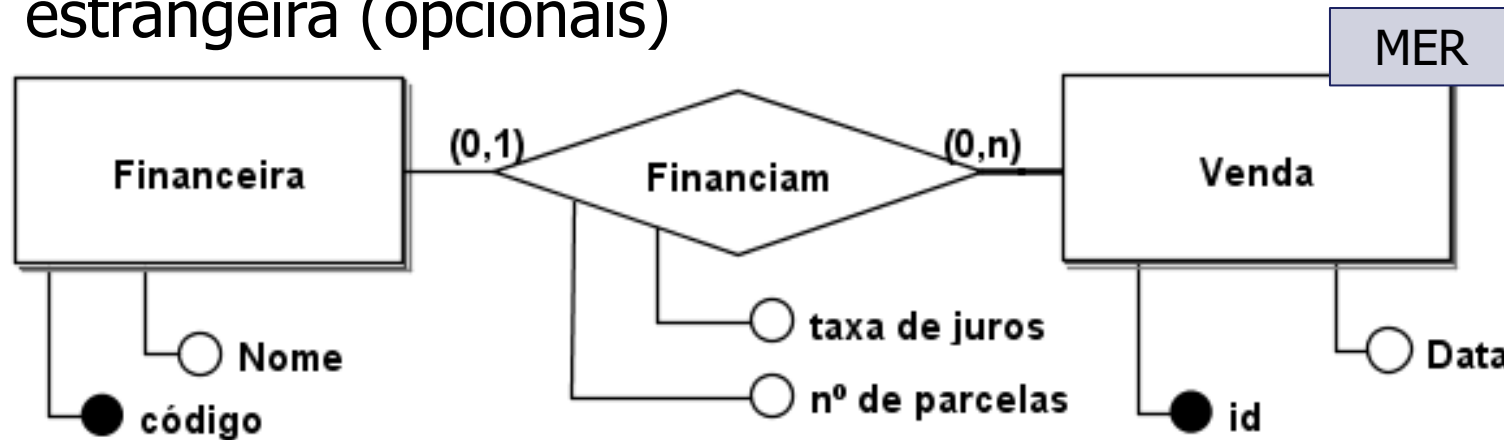 estrangeira (opcionais)
MER
(0,1)
(0,n)
Financeira
Financiam
Venda
taxa de juros
Nome
Data
nº de parcelas
código
id